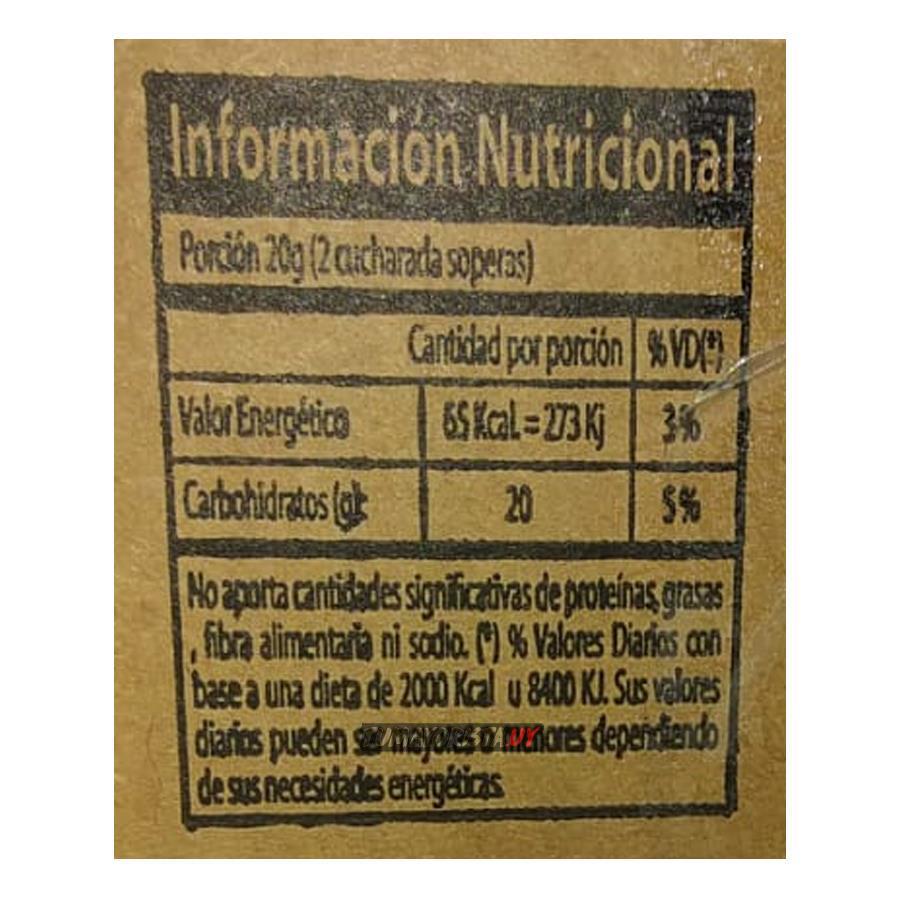 Información Nutricional
Porción 20g (2 cucharada soperas)
Cantidad por porción % VD(*)
Valor Energético 65 Kcal. = 273 Kj 3%
Carbohidratos (g): 20 5%
No aporta cantidades significativas de proteínas, grasas
, fibra alimentaria ni sodio. (*) % Valores Diarios con
base a una dieta de 2000 Kcal u 8400 KJ. Sus valores
diarios pueden ser mayores o menores dependiendo
TUMAYORISTA.UY
de sus necesidades energéticas.